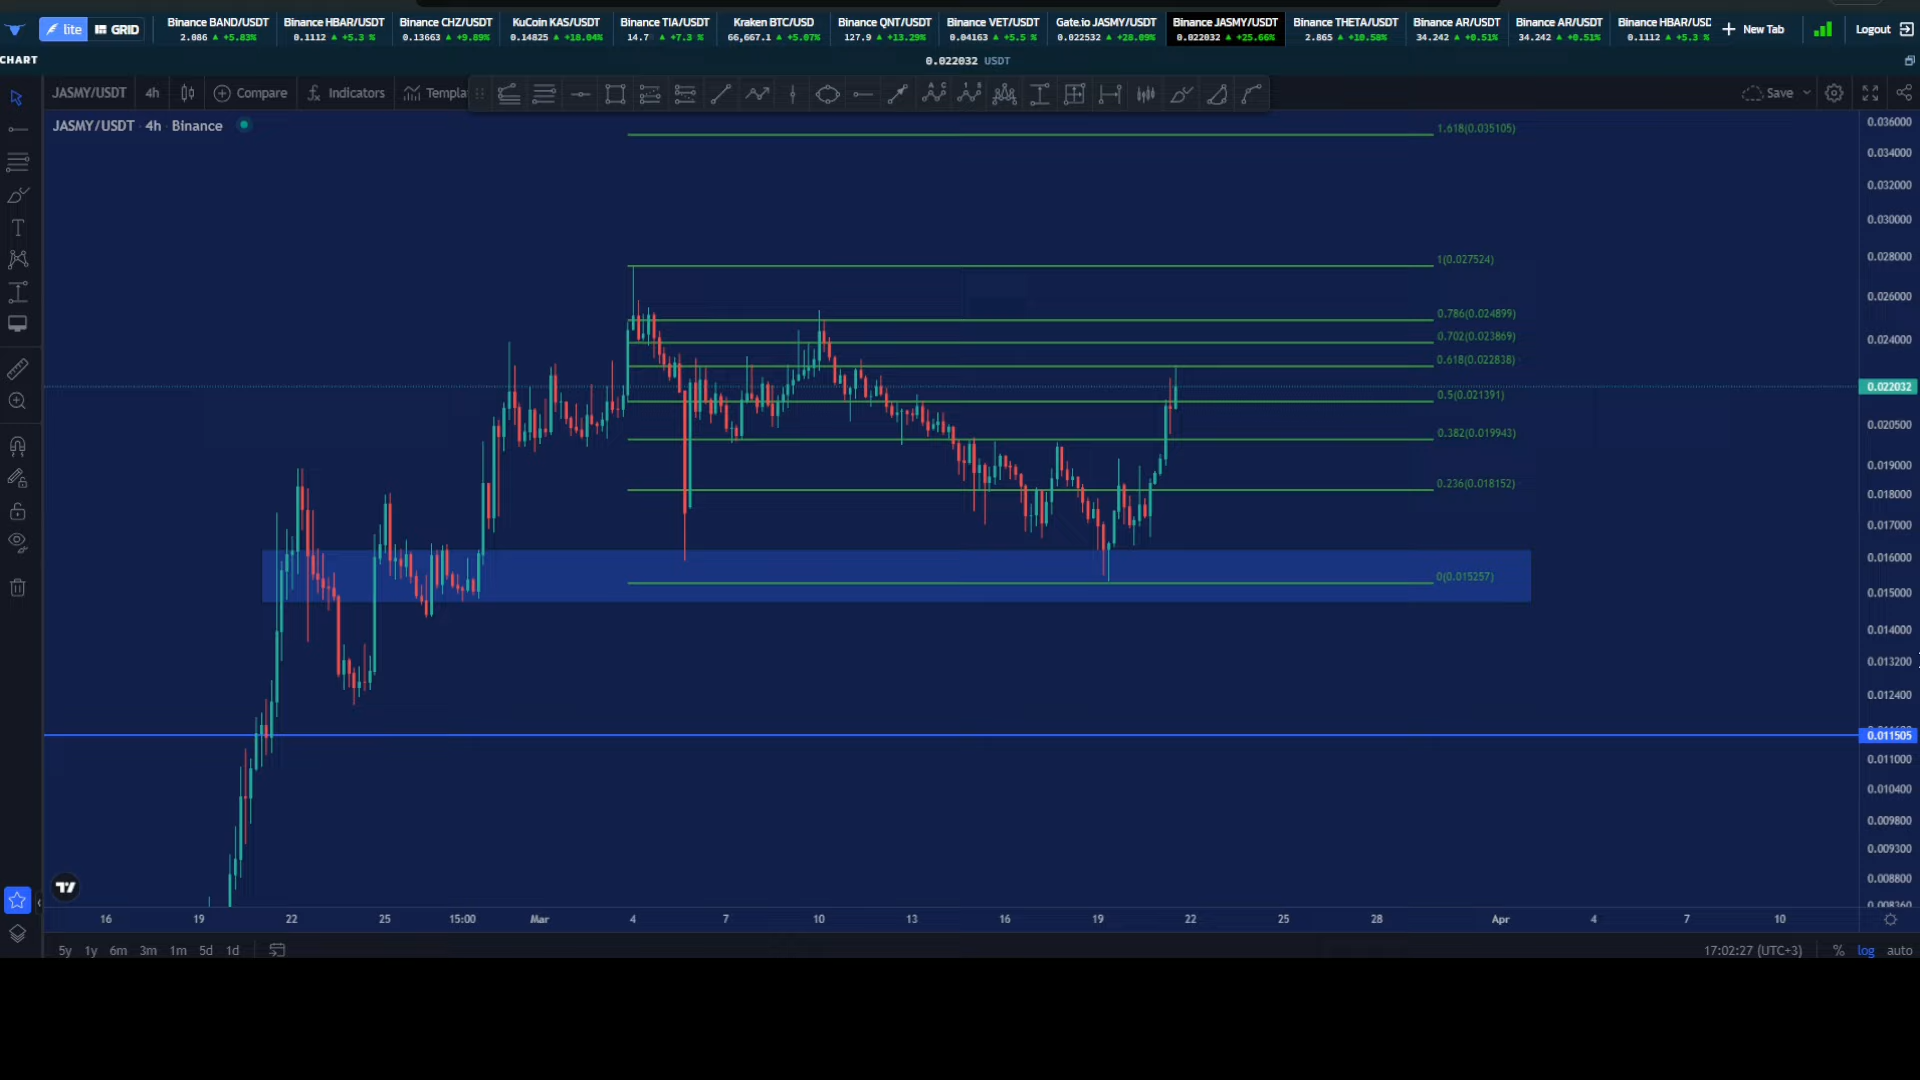 lite GRID
Binance BAND/USDT 2.086 ▲ +5.83%
Binance HBAR/USDT 0.1112 ▲ +5.3 %
Binance CHZ/USDT 0.13663 ▲ +9.89%
KuCoin KAS/USDT 0.14825 ▲ +18.04%
Binance TIA/USDT 14.7 ▲ +7.3 %
Kraken BTC/USD 66,667.1 ▲ +5.07%
Binance QNT/USDT 127.9 ▲ +13.29%
Binance VET/USDT 0.04163 ▲ +5.5 %
Gate.io JASMY/USDT 0.022532 ▲ +28.09%
Binance JASMY/USDT 0.022032 ▲ +25.66%
Binance THETA/USDT 2.865 ▲ +10.58%
Binance AR/USDT 34.242 ▲ +0.51%
Binance AR/USDT 34.242 ▲ +0.51%
Binance HBAR/USD 0.1112 ▲ +5.3 %
New Tab
Logout
CHART
0.022032 USDT
JASMY/USDT 4h Compare Indicators Templa
Save
JASMY/USDT · 4h · Binance
1.618(0.035105)
1(0.027524)
0.786(0.024899)
0.702(0.023869)
0.618(0.022838)
0.5(0.021391)
0.382(0.019943)
0.236(0.018152)
0(0.015257)
0.036000
0.034000
0.032000
0.030000
0.028000
0.026000
0.024000
0.022032
0.020500
0.019000
0.018000
0.017000
0.016000
0.015000
0.014000
0.013200
0.012400
0.011505
0.011000
0.010400
0.009800
0.009300
0.008800
16 19 22 25 15:00 Mar 4 7 10 13 16 19 22 25 28 Apr 4 7 10
5y 1y 6m 3m 1m 5d 1d
17:02:27 (UTC+3) % log auto